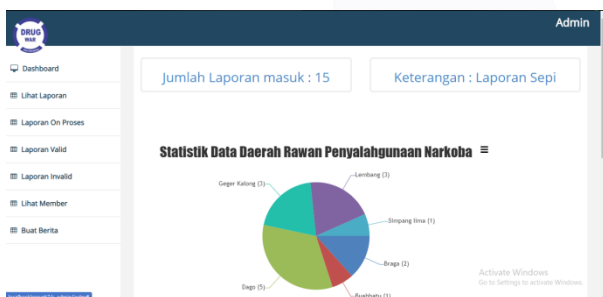 DRUG
WAR
Admin
Dashboard
Lihat Laporan
Laporan On Proses
Laporan Valid
Laporan Invalid
Lihat Member
Buat Berita
Jumlah Laporan masuk : 15
Keterangan : Laporan Sepi
Statistik Data Daerah Rawan Penyalahgunaan Narkoba
Geger Kalong (3)
Lembang (3)
Simpang lima (1)
Braga (2)
Dago (5)
Buahbatu (1)
Activate Windows
Go to Settings to activate Windows.